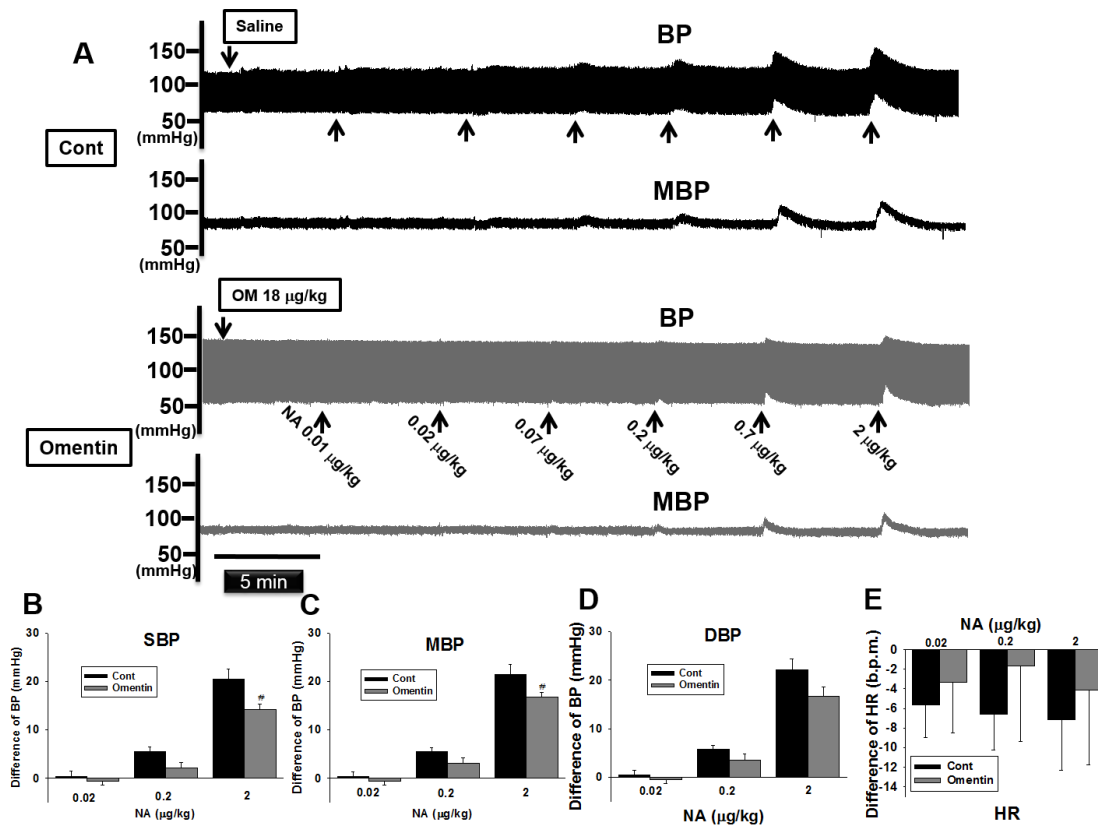 A
Saline
BP
150
100
50
(mmHg)
Cont
MBP
150
100
50
(mmHg)
OM 18 μg/kg
BP
150
100
50
(mmHg)
NA 0.01 μg/kg
0.02 μg/kg
0.07 μg/kg
0.2 μg/kg
0.7 μg/kg
2 μg/kg
Omentin
MBP
150
100
50
(mmHg)
5 min
B
SBP
Difference of BP (mmHg)
30
20
10
0
Cont
Omentin
#
0.02
0.2
2
NA (μg/kg)
C
MBP
Difference of BP (mmHg)
30
20
10
0
Cont
Omentin
#
0.02
0.2
2
NA (μg/kg)
D
DBP
Difference of BP (mmHg)
30
20
10
0
Cont
Omentin
0.02
0.2
2
NA (μg/kg)
E
NA (μg/kg)
0.02
0.2
2
Difference of HR (b.p.m.)
0
-2
-4
-6
-8
-10
-12
-14
Cont
Omentin
HR